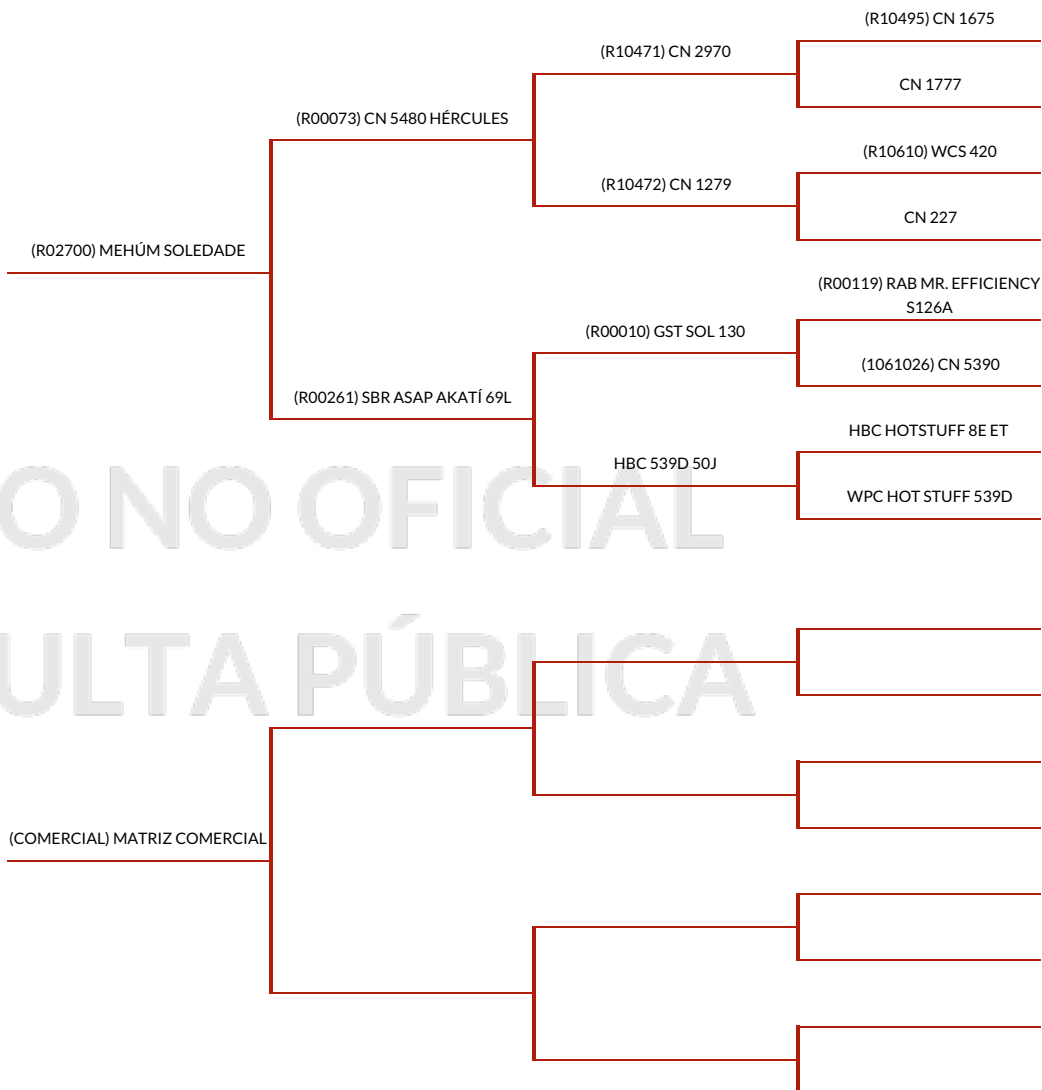 (R10495) CN 1675
(R10471) CN 2970
CN 1777
(R00073) CN 5480 HÉRCULES
(R10610) WCS 420
(R10472) CN 1279
CN 227
(R02700) MEHÚM SOLEDADE
(R00119) RAB MR. EFFICIENCY
S126A
(R00010) GST SOL 130
(1061026) CN 5390
(R00261) SBR ASAP AKATÍ 69L
HBC HOTSTUFF 8E ET
HBC 539D 50J
WPC HOT STUFF 539D
O NO OFICIAL
ULTA PÚBLICA
(COMERCIAL) MATRIZ COMERCIAL